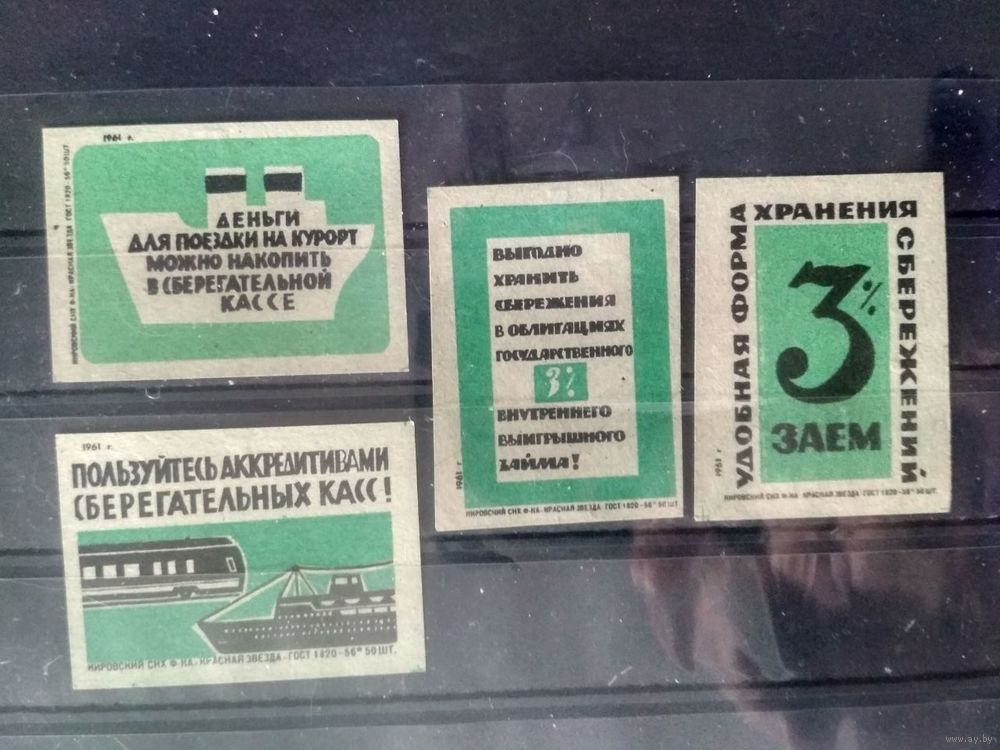 1961 г.
ДЕНЬГИ
ДЛЯ ПОЕЗДКИ НА КУРОРТ
МОЖНО НАКОПИТЬ
В СБЕРЕГАТЕЛЬНОЙ
КАССЕ
КИРОВСКИЙ СНХ Ф-КА-КРАСНАЯ ЗВЕЗДА ГОСТ 1820-56* 50 ШТ.
1961 г.
ПОЛЬЗУЙТЕСЬ АККРЕДИТИВАМИ
СБЕРЕГАТЕЛЬНЫХ КАСС!
КИРОВСКИЙ СНХ Ф-КА-КРАСНАЯ ЗВЕЗДА-ГОСТ 1820-56* 50 ШТ.
ВЫГОДНО
ХРАНИТЬ
СБЕРЕЖЕНИЯ
В ОБЛИГАЦИЯХ
ГОСУДАРСТВЕННОГО
3%
ВНУТРЕННЕГО
ВЫИГРЫШНОГО
ЗАЙМА!
1961 г
КИРОВСКИЙ СНХ Ф-КА-КРАСНАЯ ЗВЕЗДА ГОСТ 1820-56* 50 ШТ.
УДОБНАЯ ФОРМА
ХРАНЕНИЯ
СБЕРЕЖЕНИЙ
3%
ЗАЕМ
1961 г
КИРОВСКИЙ СНХ Ф-КА-КРАСНАЯ ЗВЕЗДА-ГОСТ 1820-56* 50 ШТ.
© www.ay.by